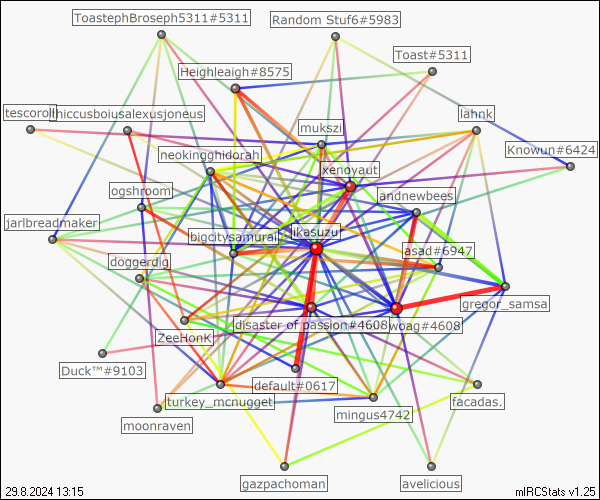 ToastephBroseph5311#5311
Random Stuf6#5983
Toast#5311
Heighleigh#8575
tescoroll
thiccusboiusalexusjoneus
lahnk
mukszi
Knowun#6424
neokingghidorah
xenoyaut
andnewbees
ogshroom
jarlbreadmaker
likasuzur
bigcitysamurai
asad#6947
doggerdig
gregor_samsa
disaster of passion#4608
woag#4608
ZeeHonK
Duck™#9103
default#0617
turkey_mcnugget
mingus4742
facadas.
moonraven
gazpachoman
avelicious
29.8.2024 13:15
mIRCStats v1.25